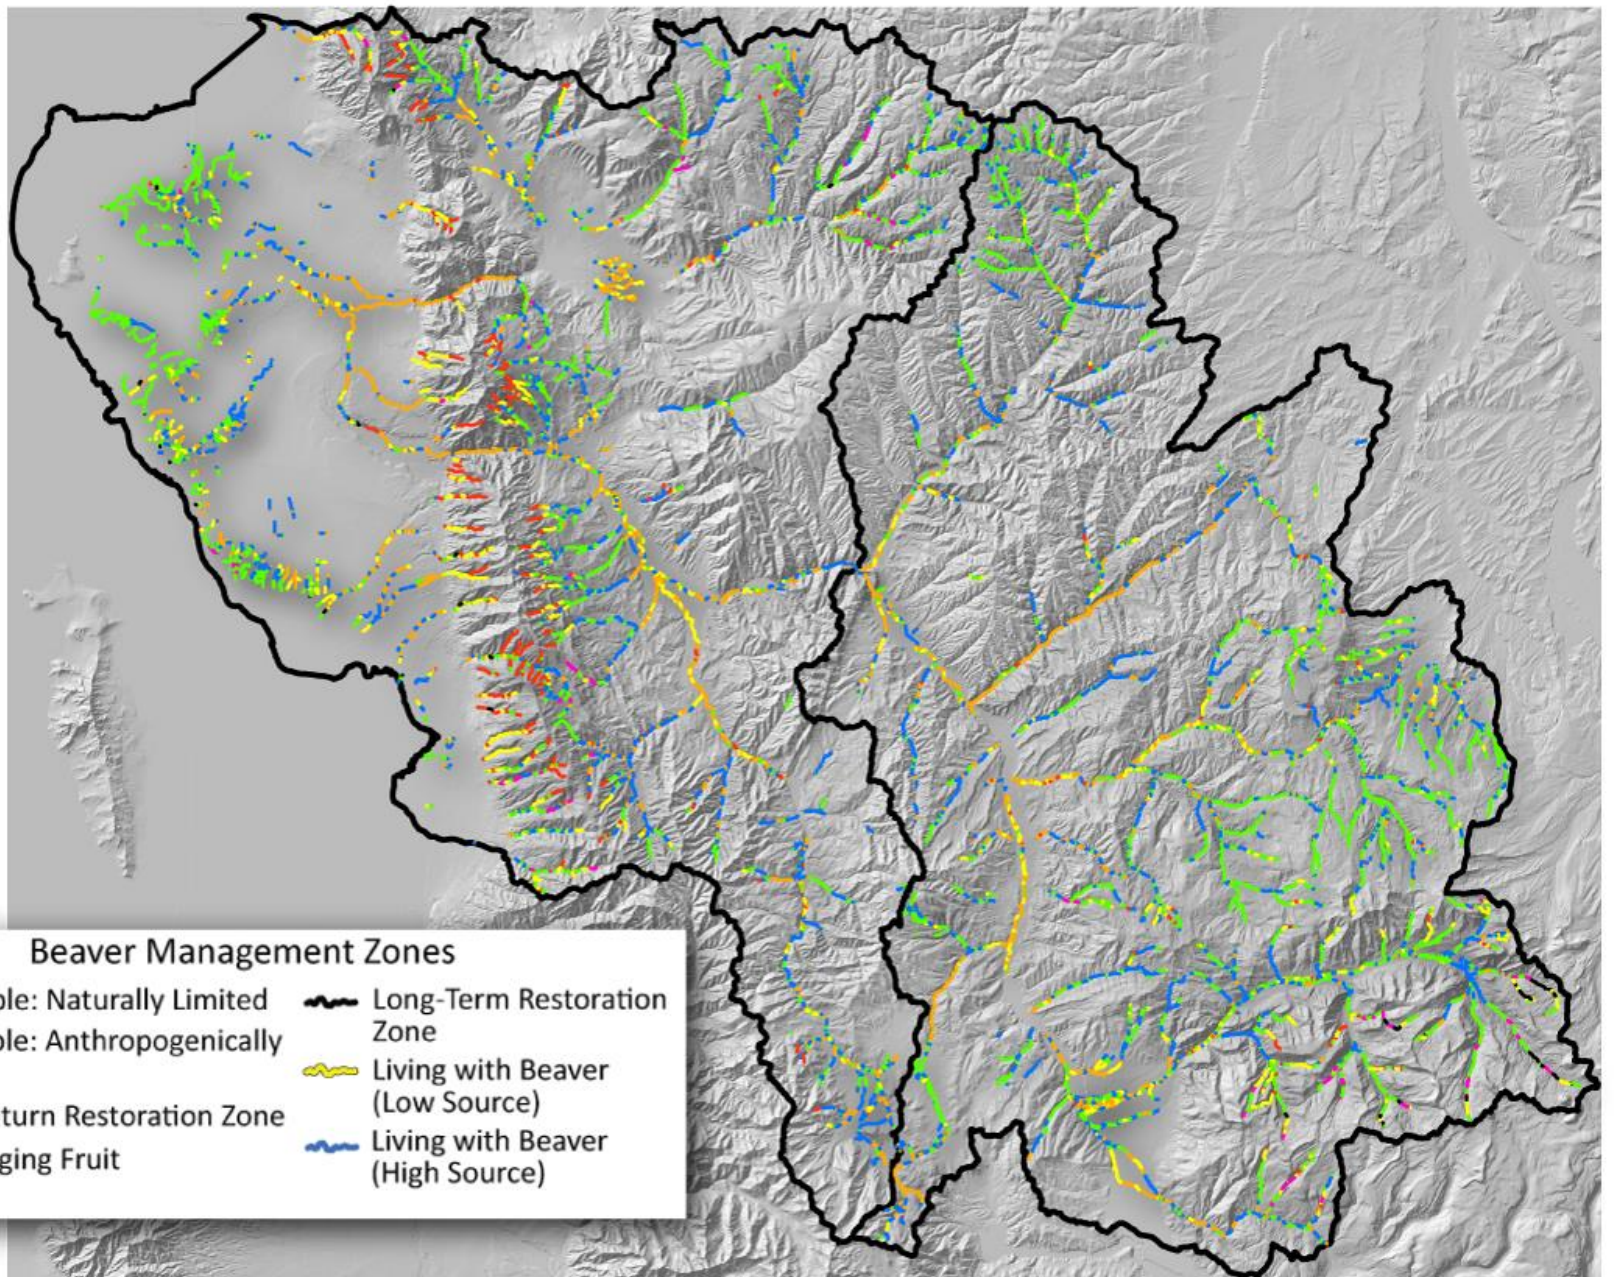 Beaver Management Zones
ble: Naturally Limited
ble: Anthropogenically
turn Restoration Zone
ging Fruit
Long-Term Restoration
Zone
Living with Beaver
(Low Source)
Living with Beaver
(High Source)